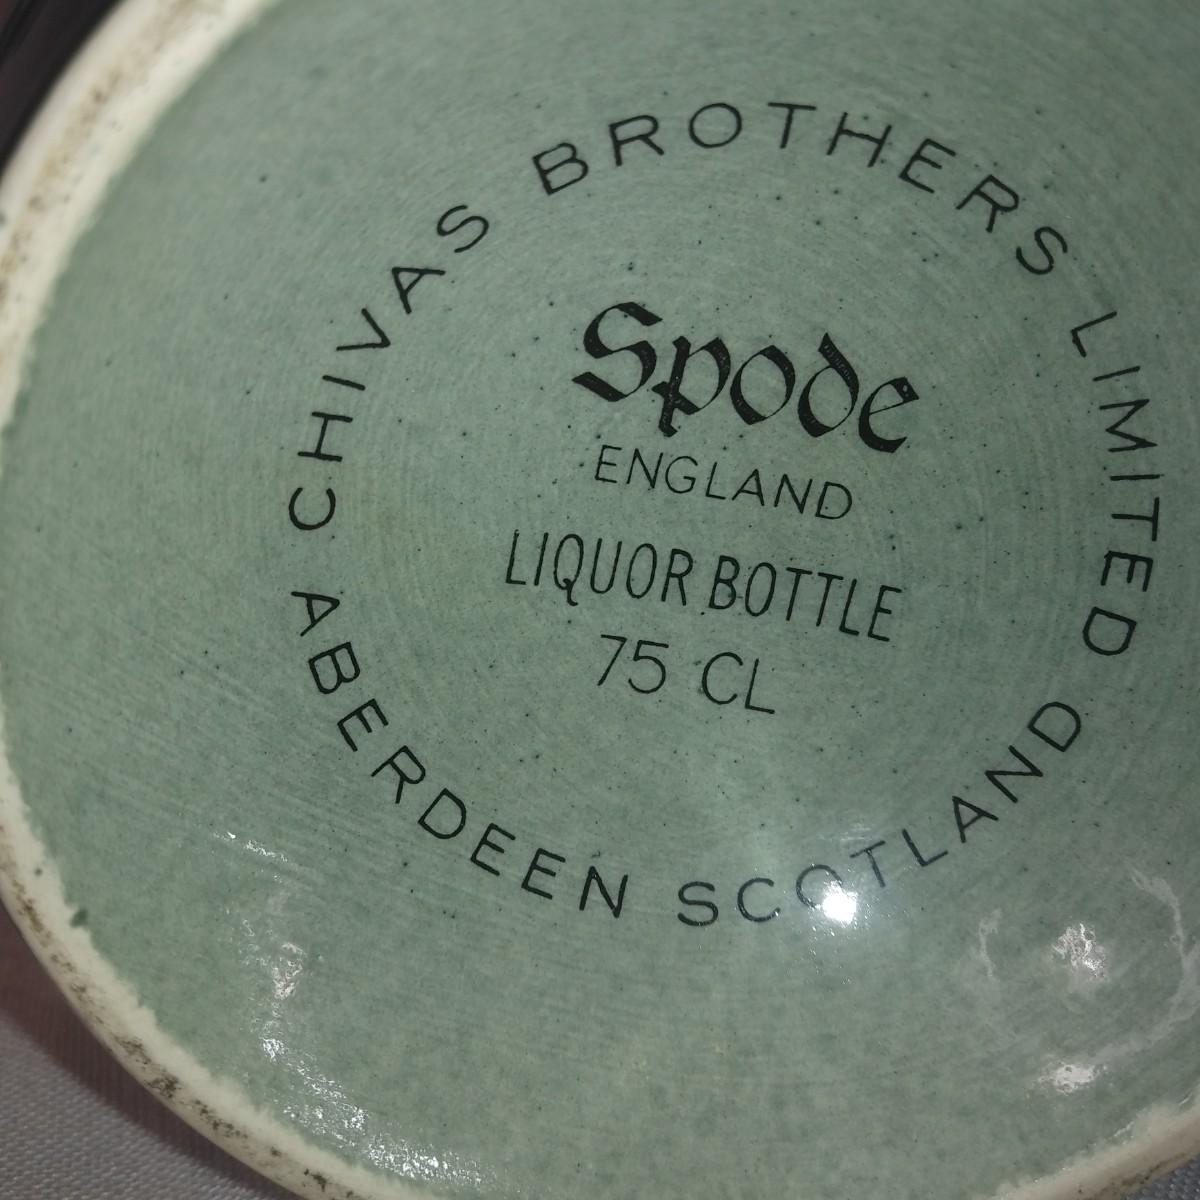 CHIVAS BROTHERS LIMITED
Spode
ENGLAND
LIQUOR BOTTLE
75 CL
ABERDEEN SCOTLAND